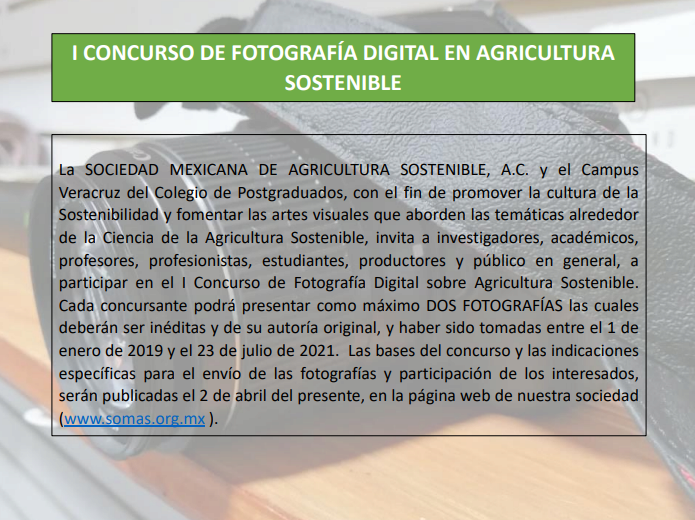 I CONCURSO DE FOTOGRAFÍA DIGITAL EN AGRICULTURA
SOSTENIBLE
La SOCIEDAD MEXICANA DE AGRICULTURA SOSTENIBLE, A.C. y el Campus
Veracruz del Colegio de Postgraduados, con el fin de promover la cultura de la
Sostenibilidad y fomentar las artes visuales que aborden las temáticas alrededor
de la Ciencia de la Agricultura Sostenible, invita a investigadores, académicos,
profesores, profesionistas, estudiantes, productores y público en general, a
participar en el I Concurso de Fotografía Digital sobre Agricultura Sostenible.
Cada concursante podrá presentar como máximo DOS FOTOGRAFÍAS las cuales
deberán ser inéditas y de su autoría original, y haber sido tomadas entre el 1 de
enero de 2019 y el 23 de julio de 2021. Las bases del concurso y las indicaciones
específicas para el envío de las fotografías y participación de los interesados,
serán publicadas el 2 de abril del presente, en la página web de nuestra sociedad
(www.somas.org.mx ).